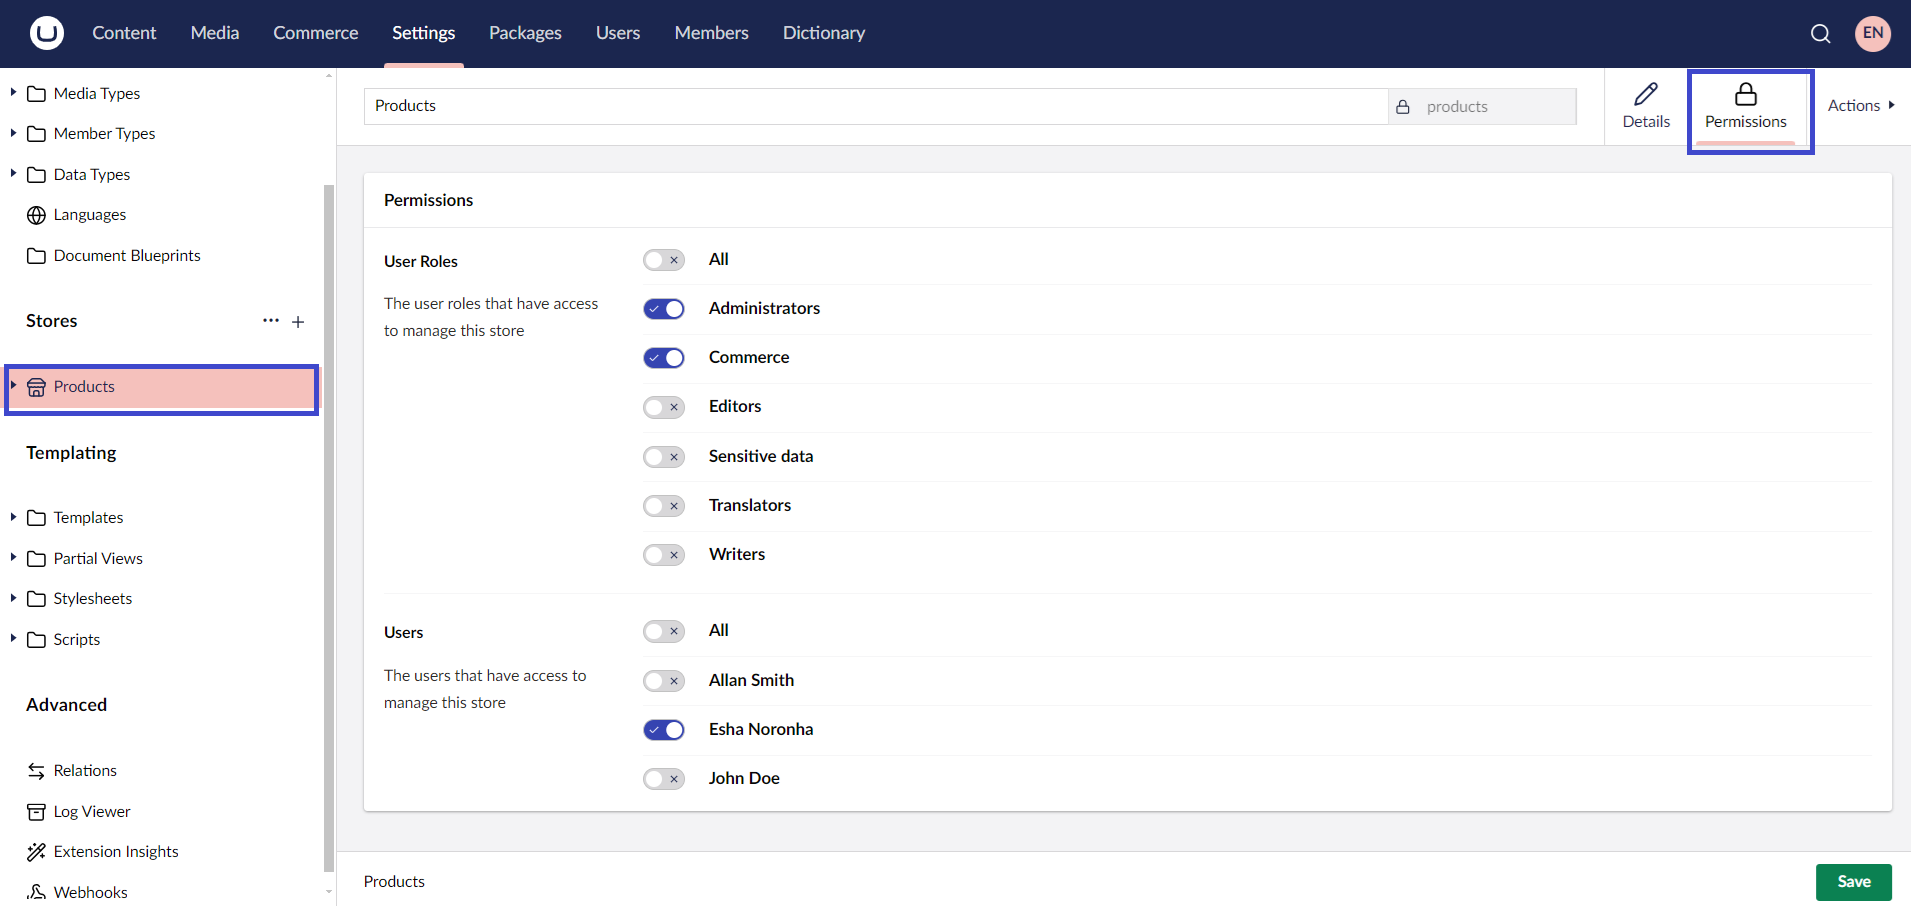 Content Media Commerce Settings Packages Users Members Dictionary EN
Media Types
Member Types
Data Types
Languages
Document Blueprints
Stores
Products
Templating
Templates
Partial Views
Stylesheets
Scripts
Advanced
Relations
Log Viewer
Extension Insights
Webhooks
Products products
Details
Permissions
Actions
Permissions
User Roles
The user roles that have access
to manage this store
All
Administrators
Commerce
Editors
Sensitive data
Translators
Writers
Users
The users that have access to
manage this store
All
Allan Smith
Esha Noronha
John Doe
Products
Save